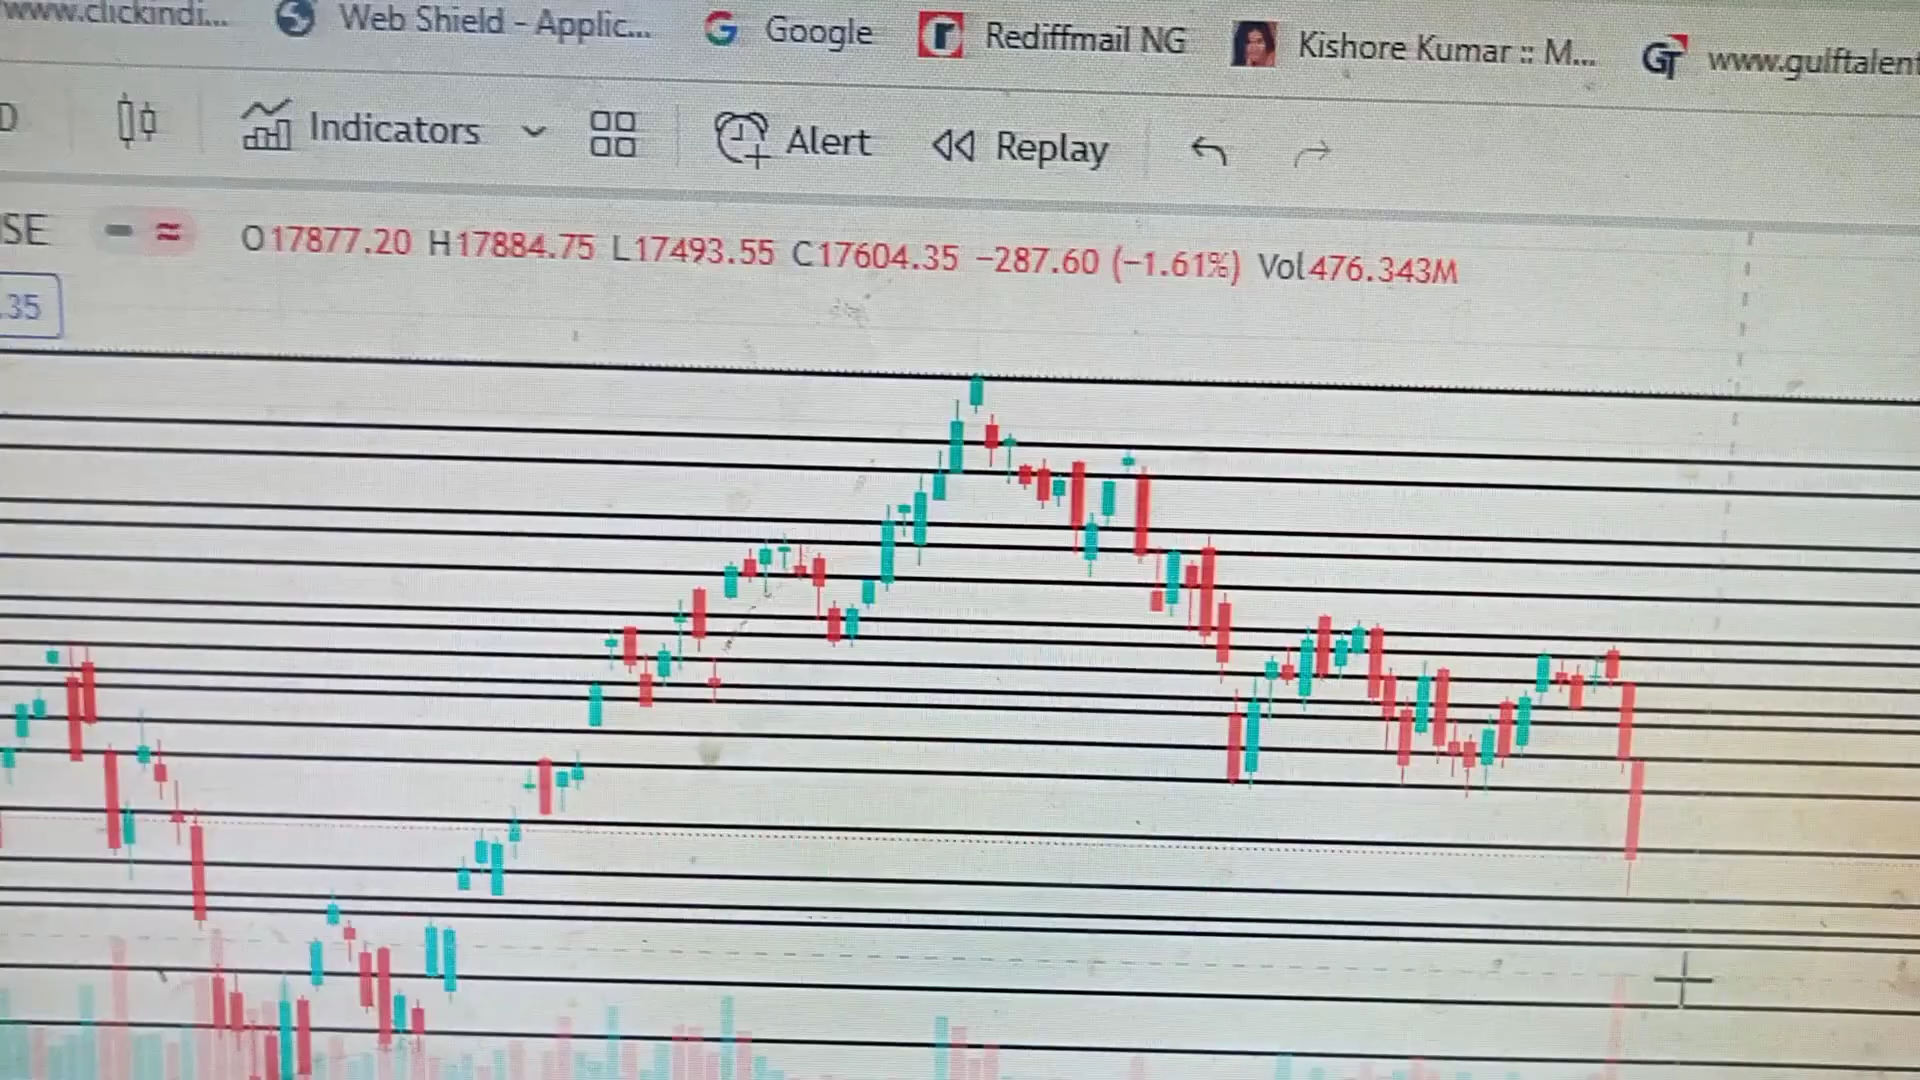 www.clickindi... Web Shield - Applic... Google Rediffmail NG Kishore Kumar :: M... www.gulftalent
D Indicators Alert Replay
SE O17877.20 H17884.75 L17493.55 C17604.35 −287.60 (−1.61%) Vol476.343M
.35